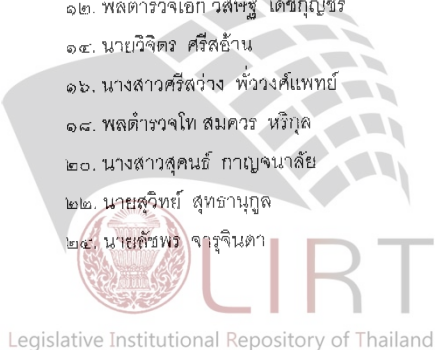 ๑๒. พลตำรวจเอก วสิษฐ เดชกุญชร
๑๔. นายวิจิตร ศรีสอ้าน
๑๖. นางสาวศรีสว่าง พั่ววงศ์แพทย์
๑๘. พลตำรวจโท สมควร หริกุล
๒๐. นางสาวสุคนธ์ กาญจนาลัย
๒๒. นายสุวิทย์ สุทธานุกูล
๒๔. นายอัชพร จารุจินดา
LIRT
Legislative Institutional Repository of Thailand